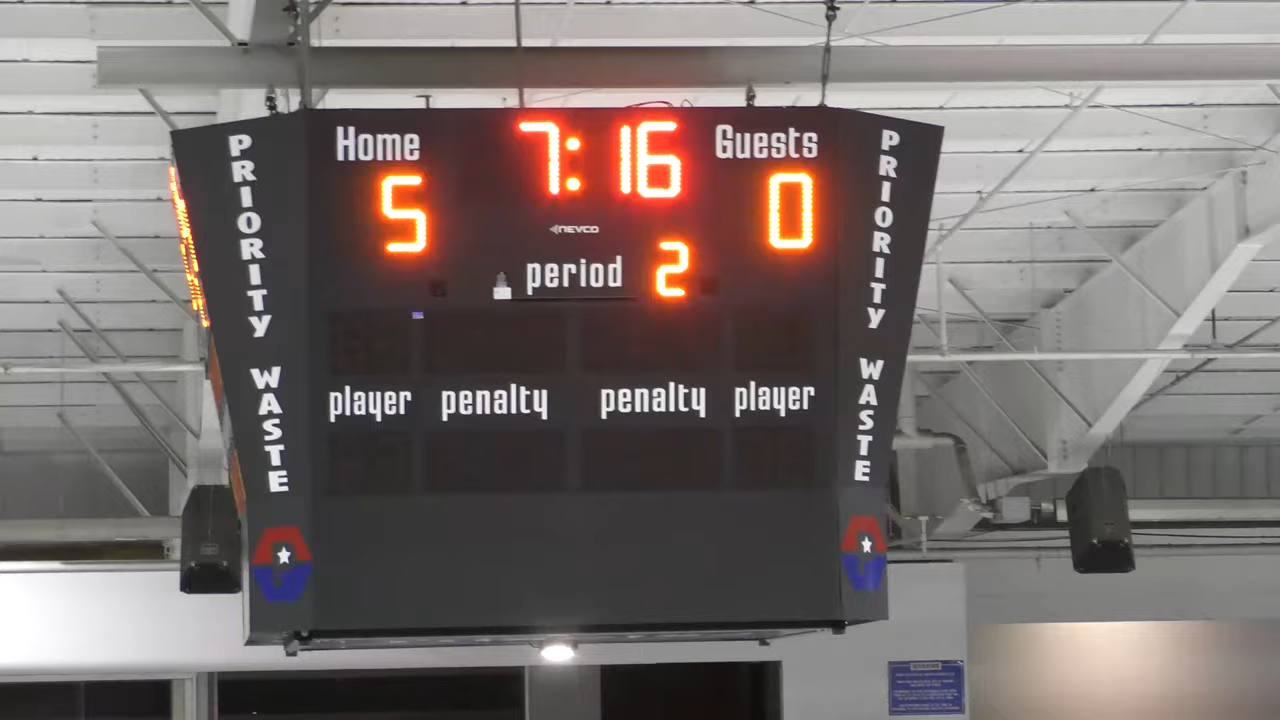 Home
7:16
Guests
5
0
NEVCO
period 2
player penalty penalty player
PRIORITY WASTE
PRIORITY WASTE